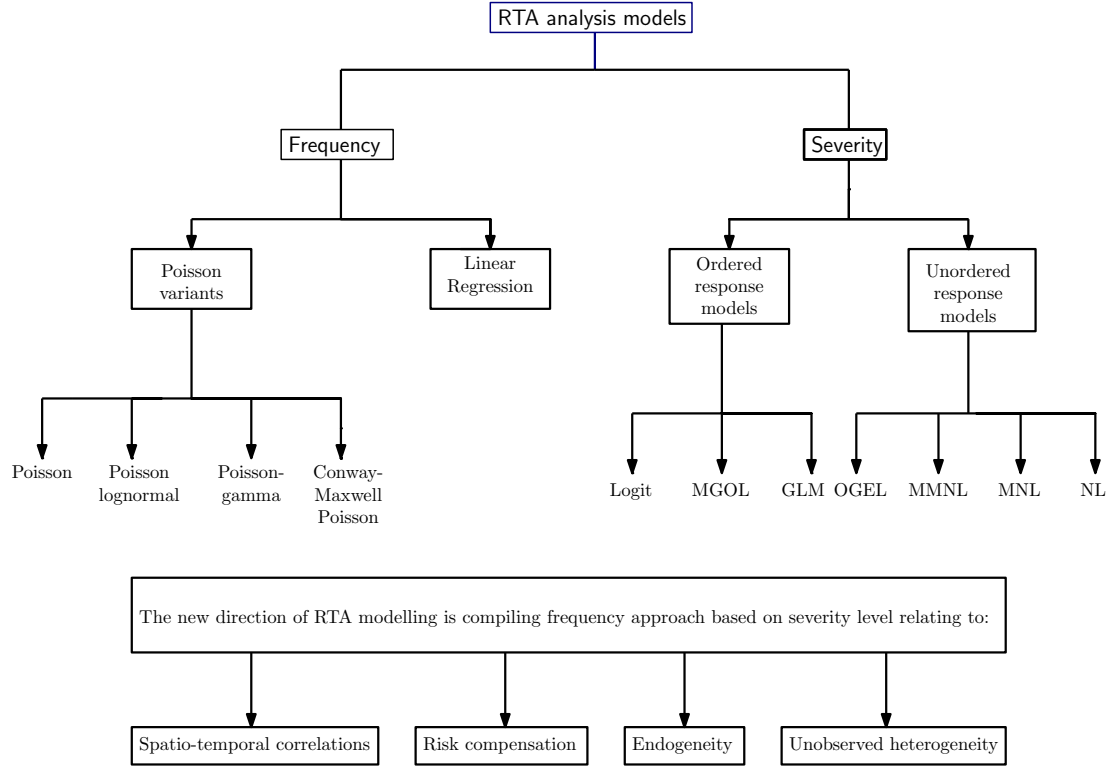 RTA analysis models
Frequency
Severity
Poisson
variants
Linear
Regression
Ordered
response
models
Unordered
response
models
Poisson
Poisson
lognormal
Poisson-
gamma
Conway-
Maxwell
Poisson
Logit
MGOL
GLM
OGEL
MMNL
MNL
NL
The new direction of RTA modelling is compiling frequency approach based on severity level relating to:
Spatio-temporal correlations
Risk compensation
Endogeneity
Unobserved heterogeneity